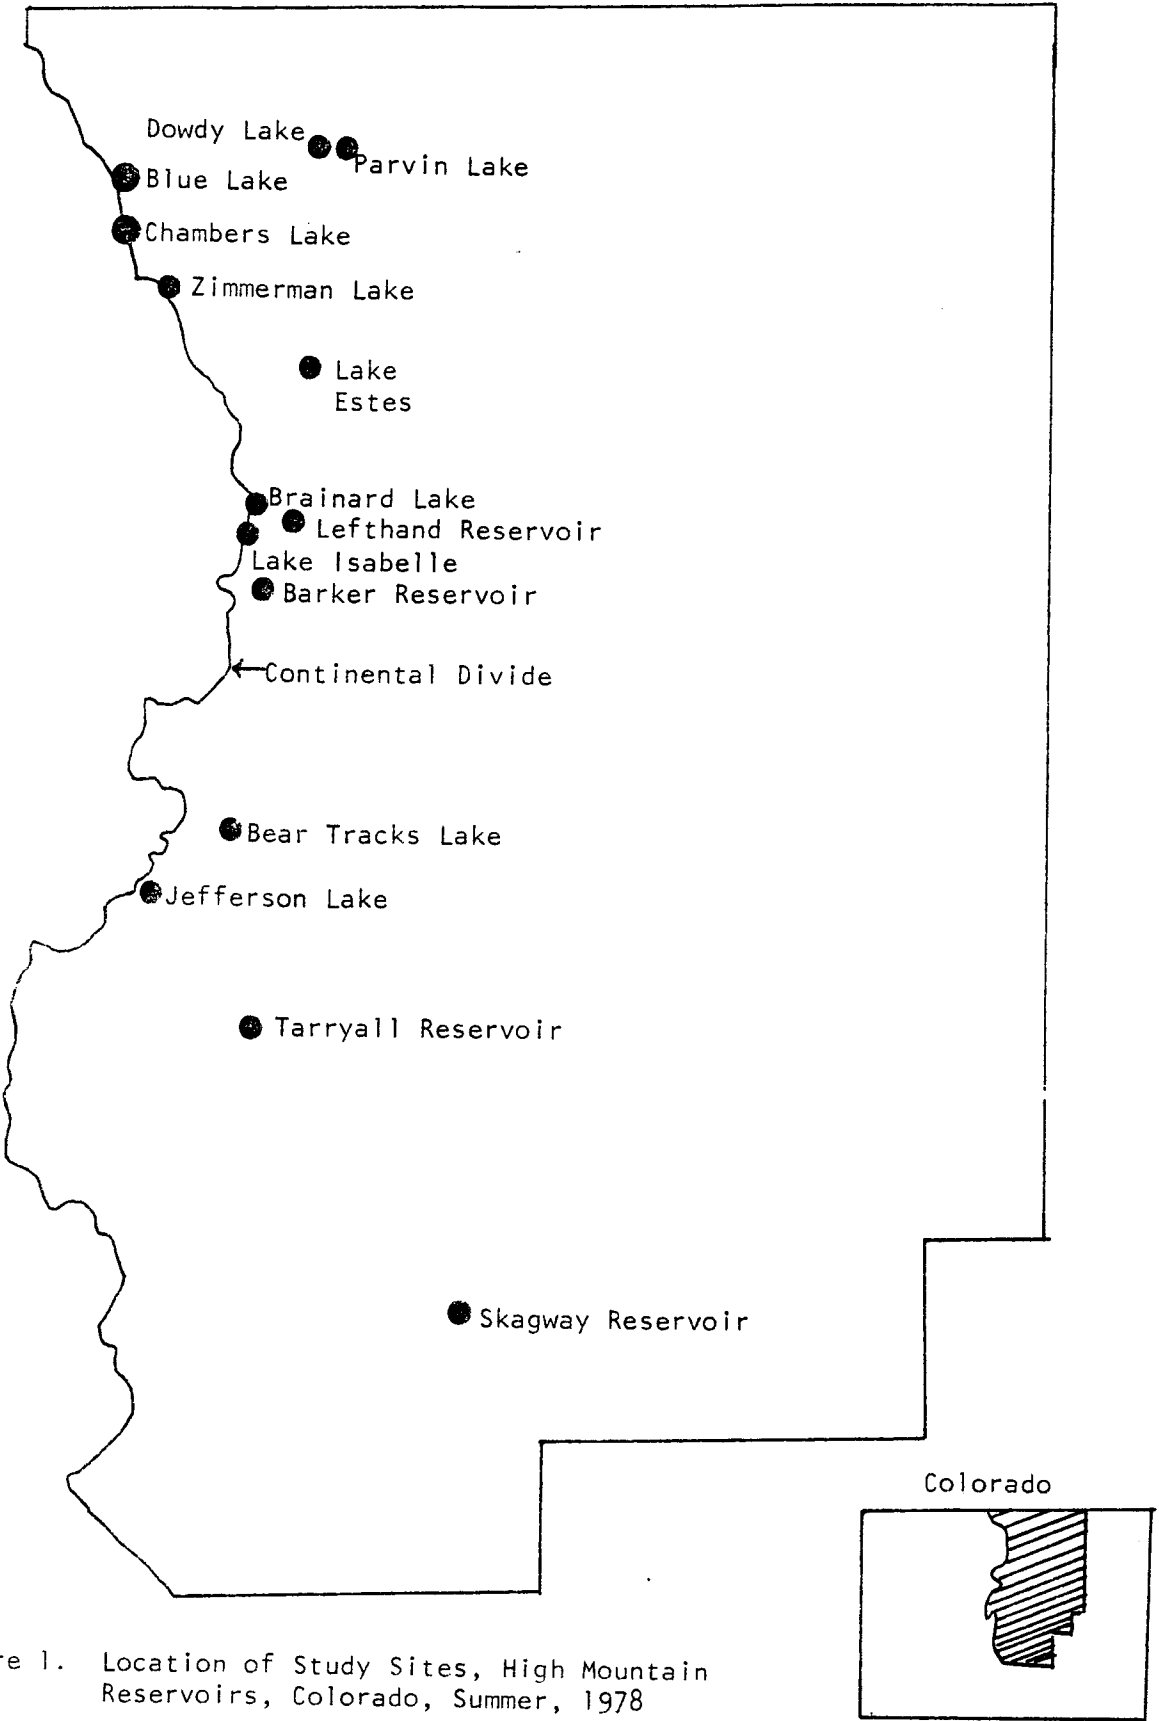 Dowdy Lake
Parvin Lake
Blue Lake
Chambers Lake
Zimmerman Lake
Lake
Estes
Brainard Lake
Lefthand Reservoir
Lake Isabelle
Barker Reservoir
Continental Divide
Bear Tracks Lake
Jefferson Lake
Tarryall Reservoir
Skagway Reservoir
Colorado
re 1. Location of Study Sites, High Mountain
Reservoirs, Colorado, Summer, 1978